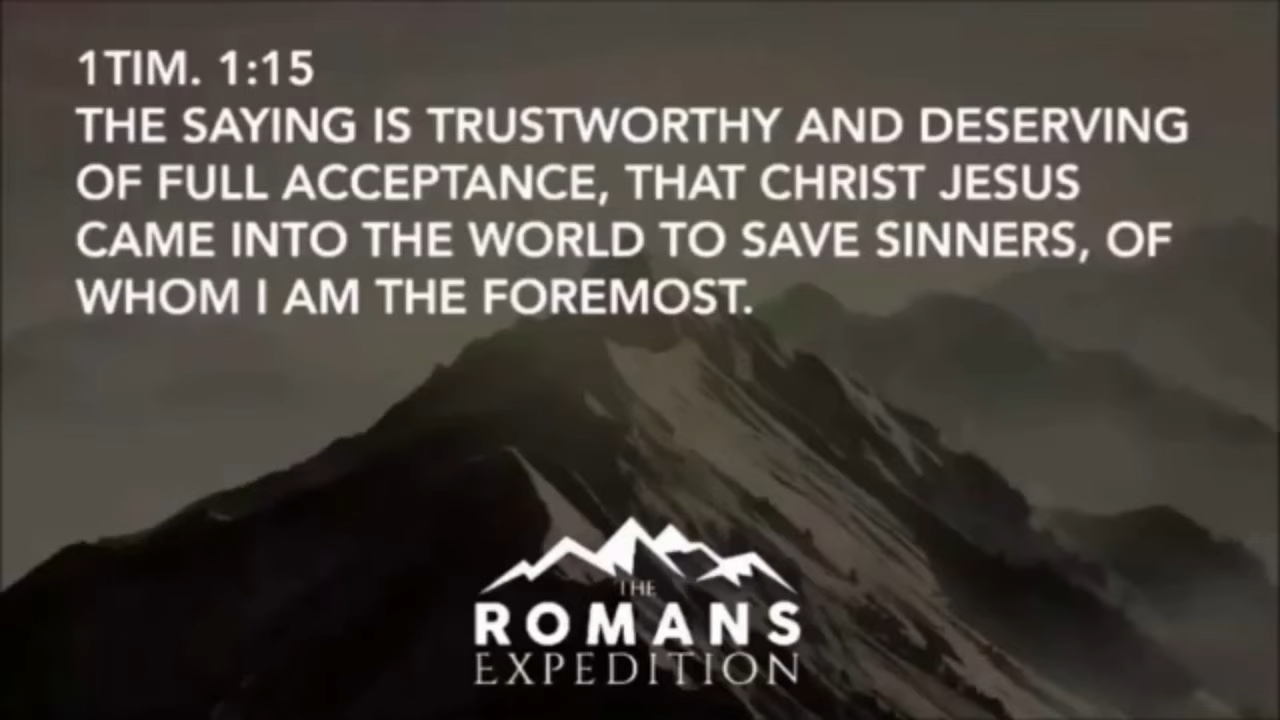 1TIM. 1:15
THE SAYING IS TRUSTWORTHY AND DESERVING
OF FULL ACCEPTANCE, THAT CHRIST JESUS
CAME INTO THE WORLD TO SAVE SINNERS, OF
WHOM I AM THE FOREMOST.
THE
ROMANS
EXPEDITION